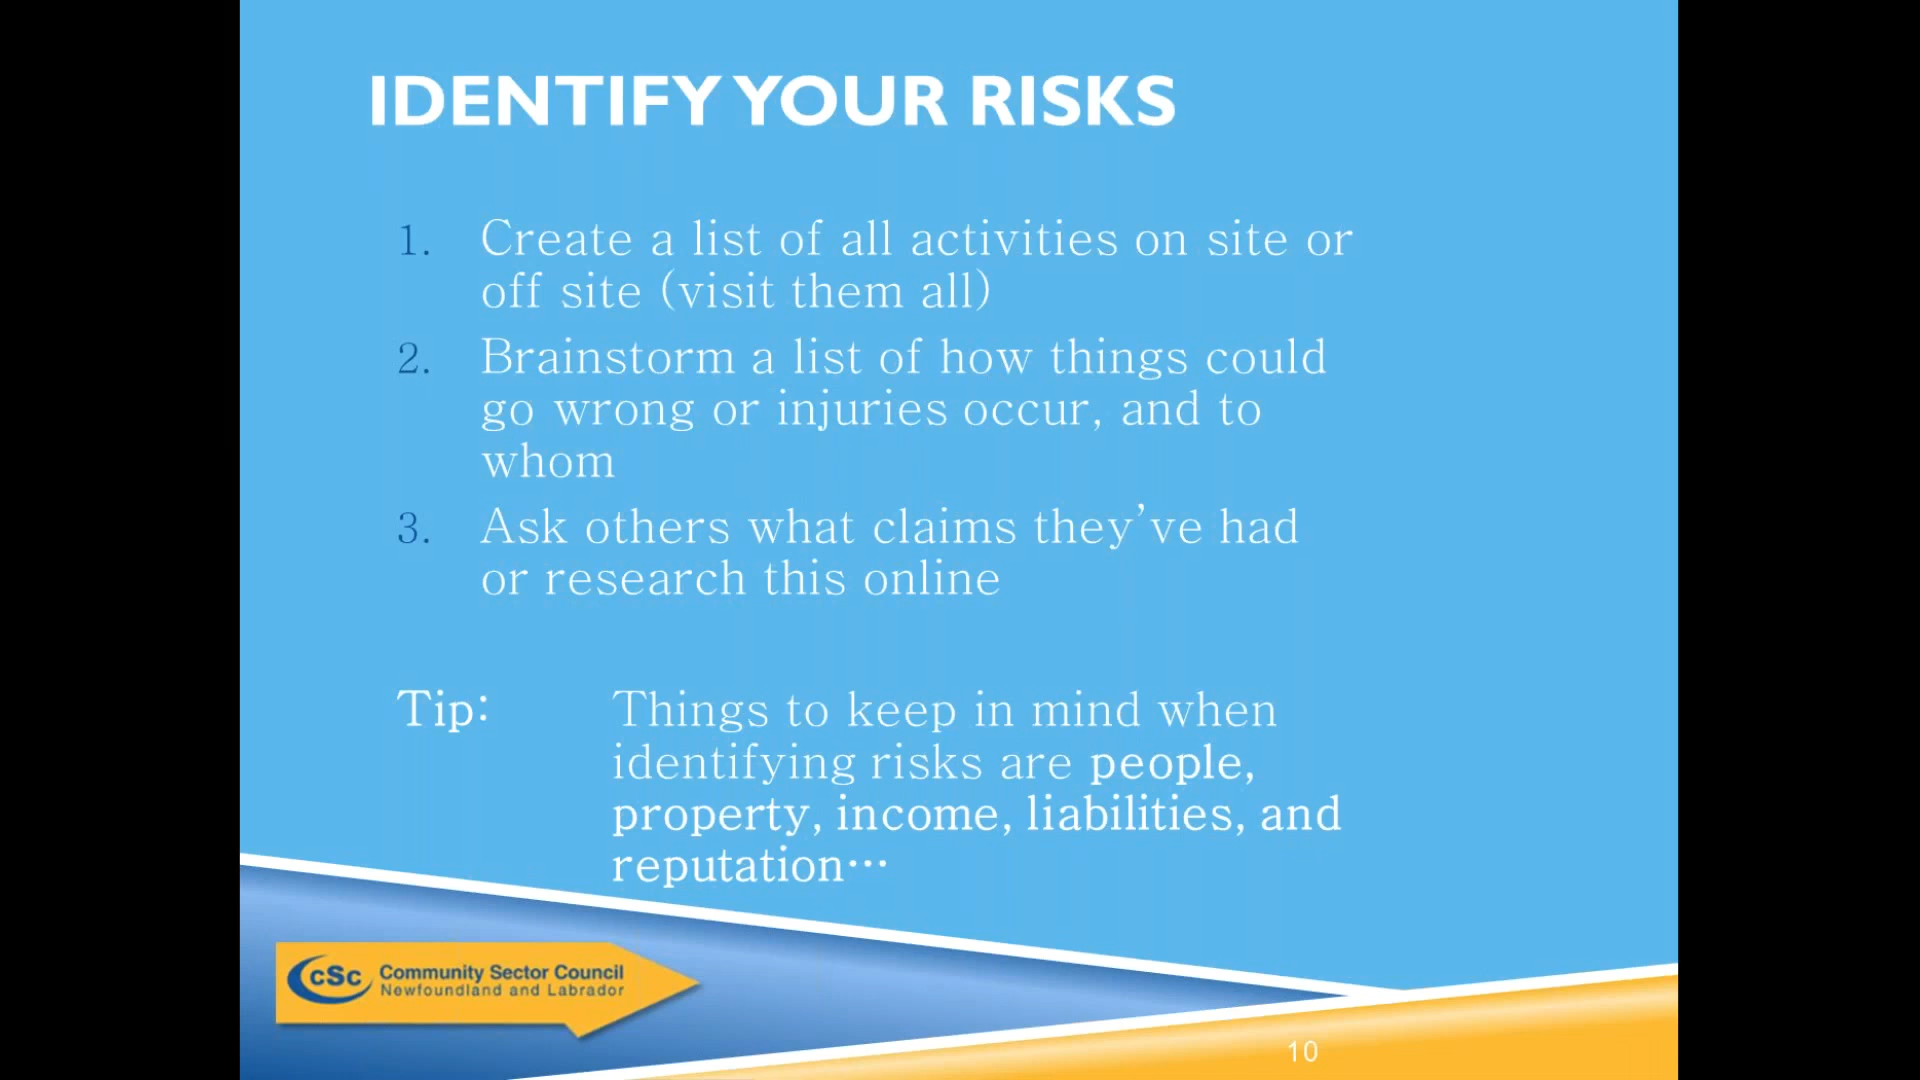 IDENTIFY YOUR RISKS
1. Create a list of all activities on site or
off site (visit them all)
2. Brainstorm a list of how things could
go wrong or injuries occur, and to
whom
3. Ask others what claims they’ve had
or research this online
Tip: Things to keep in mind when
identifying risks are people,
property, income, liabilities, and
reputation…
cSc Community Sector Council
Newfoundland and Labrador
10